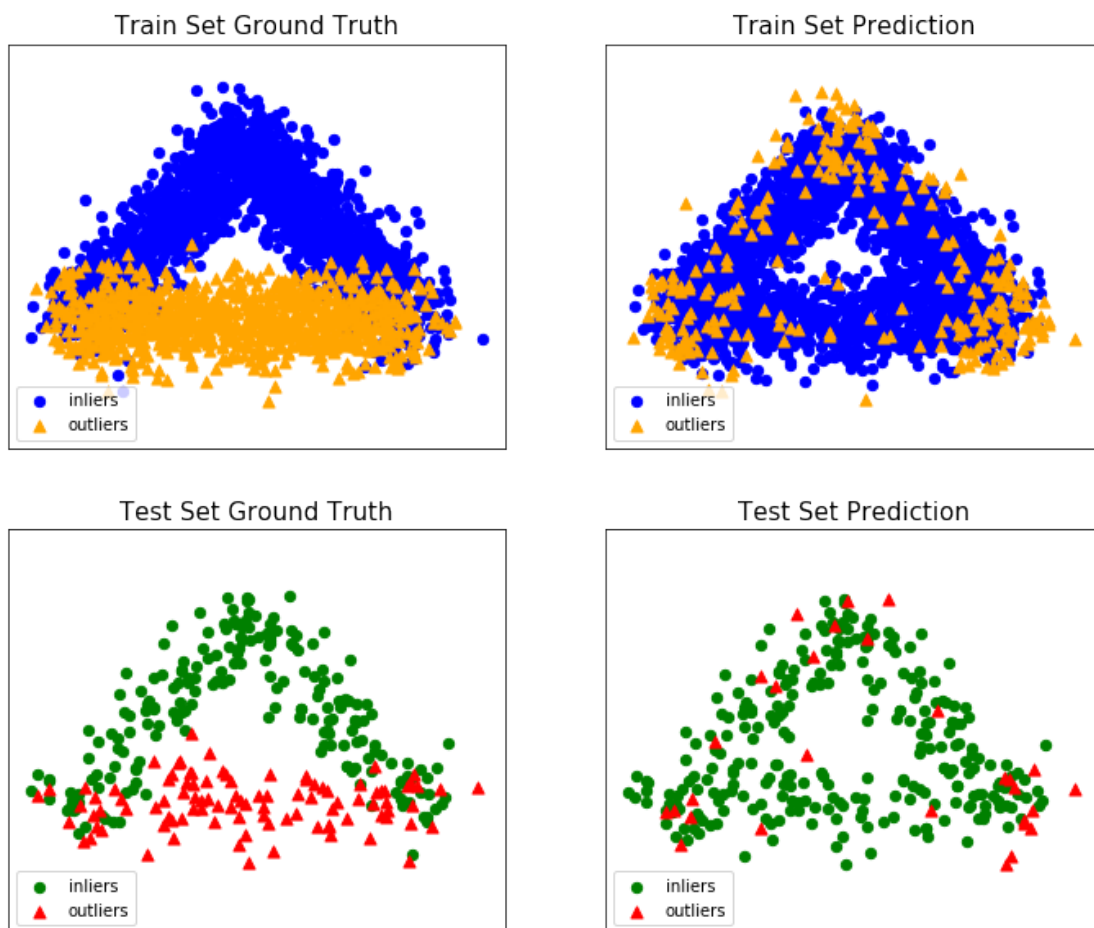 Train Set Ground Truth
Train Set Prediction
inliers
outliers
inliers
outliers
Test Set Ground Truth
Test Set Prediction
inliers
outliers
inliers
outliers